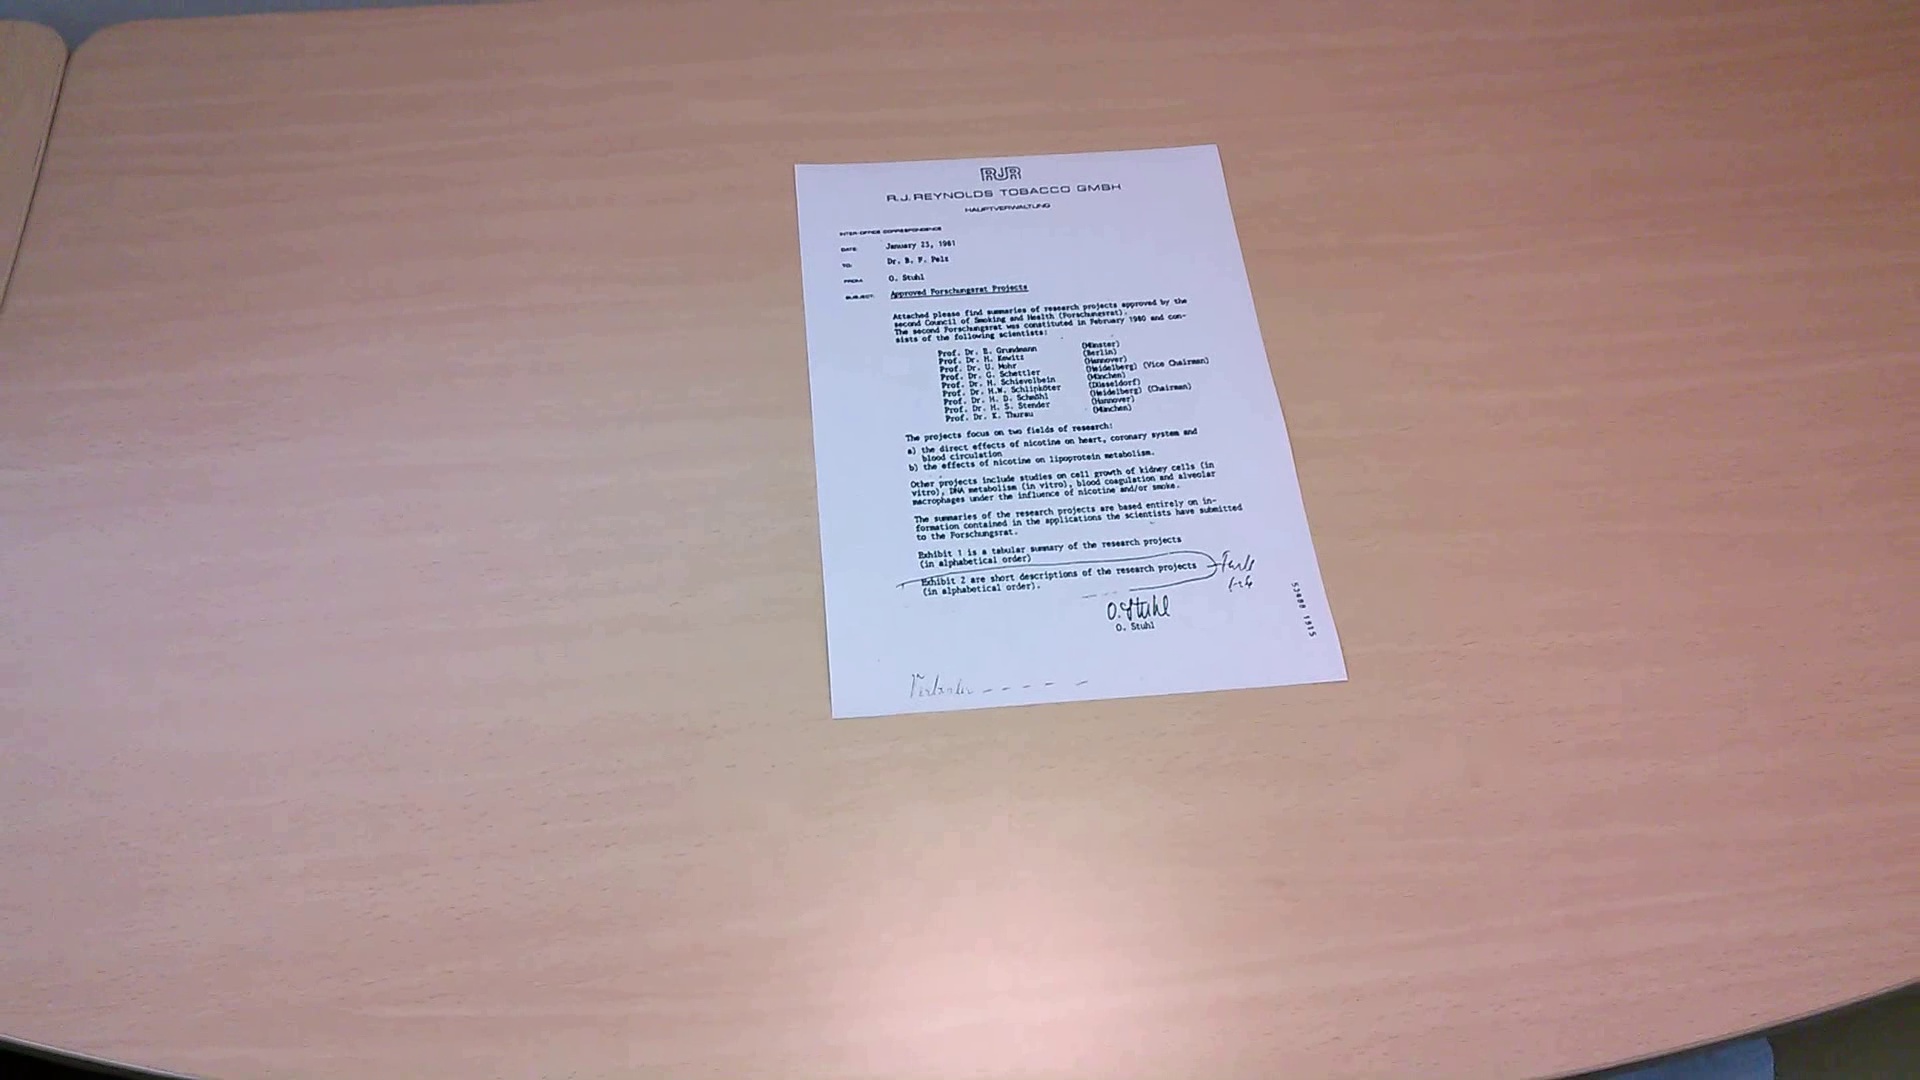 RJR
R.J. REYNOLDS TOBACCO GMBH
HAUPTVERWALTUNG
INTER-OFFICE CORRESPONDENCE
DATE: January 23, 1981
TO: Dr. B. F. Pelz
FROM: O. Stuhl
SUBJECT: Approved Forschungsrat Projects
Attached please find summaries of research projects approved by the
second Council of Smoking and Health (Forschungsrat).
The second Forschungsrat was constituted in February 1980 and con-
sists of the following scientists:
Prof. Dr. E. Grundmann (Münster)
Prof. Dr. H. Kewitz (Berlin)
Prof. Dr. U. Mohr (Hannover)
Prof. Dr. G. Schettler (Heidelberg) (Vice Chairman)
Prof. Dr. H. Schievelbein (München)
Prof. Dr. H.W. Schlipköter (Düsseldorf)
Prof. Dr. H. D. Schmähl (Heidelberg) (Chairman)
Prof. Dr. H. S. Stender (Hannover)
Prof. Dr. K. Thurau (München)
The projects focus on two fields of research:
a) the direct effects of nicotine on heart, coronary system and
blood circulation
b) the effects of nicotine on lipoprotein metabolism.
Other projects include studies on cell growth of kidney cells (in
vitro), DNA metabolism (in vitro), blood coagulation and alveolar
macrophages under the influence of nicotine and/or smoke.
The summaries of the research projects are based entirely on in-
formation contained in the applications the scientists have submitted
to the Forschungsrat.
Exhibit 1 is a tabular summary of the research projects
(in alphabetical order)
Exhibit 2 are short descriptions of the research projects
(in alphabetical order).
O. Stuhl
O. Stuhl